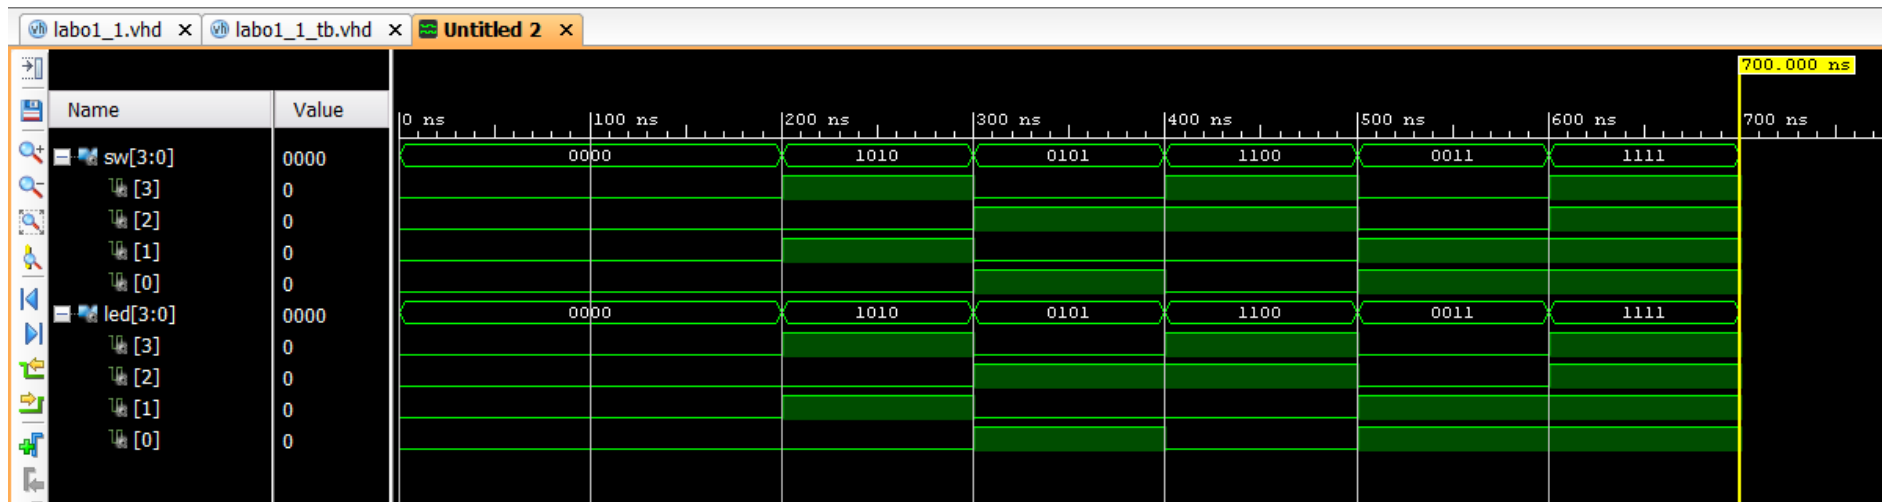 labo1_1.vhd × labo1_1_tb.vhd × Untitled 2 ×
700.000 ns
Name Value
0 ns 100 ns 200 ns 300 ns 400 ns 500 ns 600 ns 700 ns
sw[3:0] 0000 0000 1010 0101 1100 0011 1111
[3] 0
[2] 0
[1] 0
[0] 0
led[3:0] 0000 0000 1010 0101 1100 0011 1111
[3] 0
[2] 0
[1] 0
[0] 0